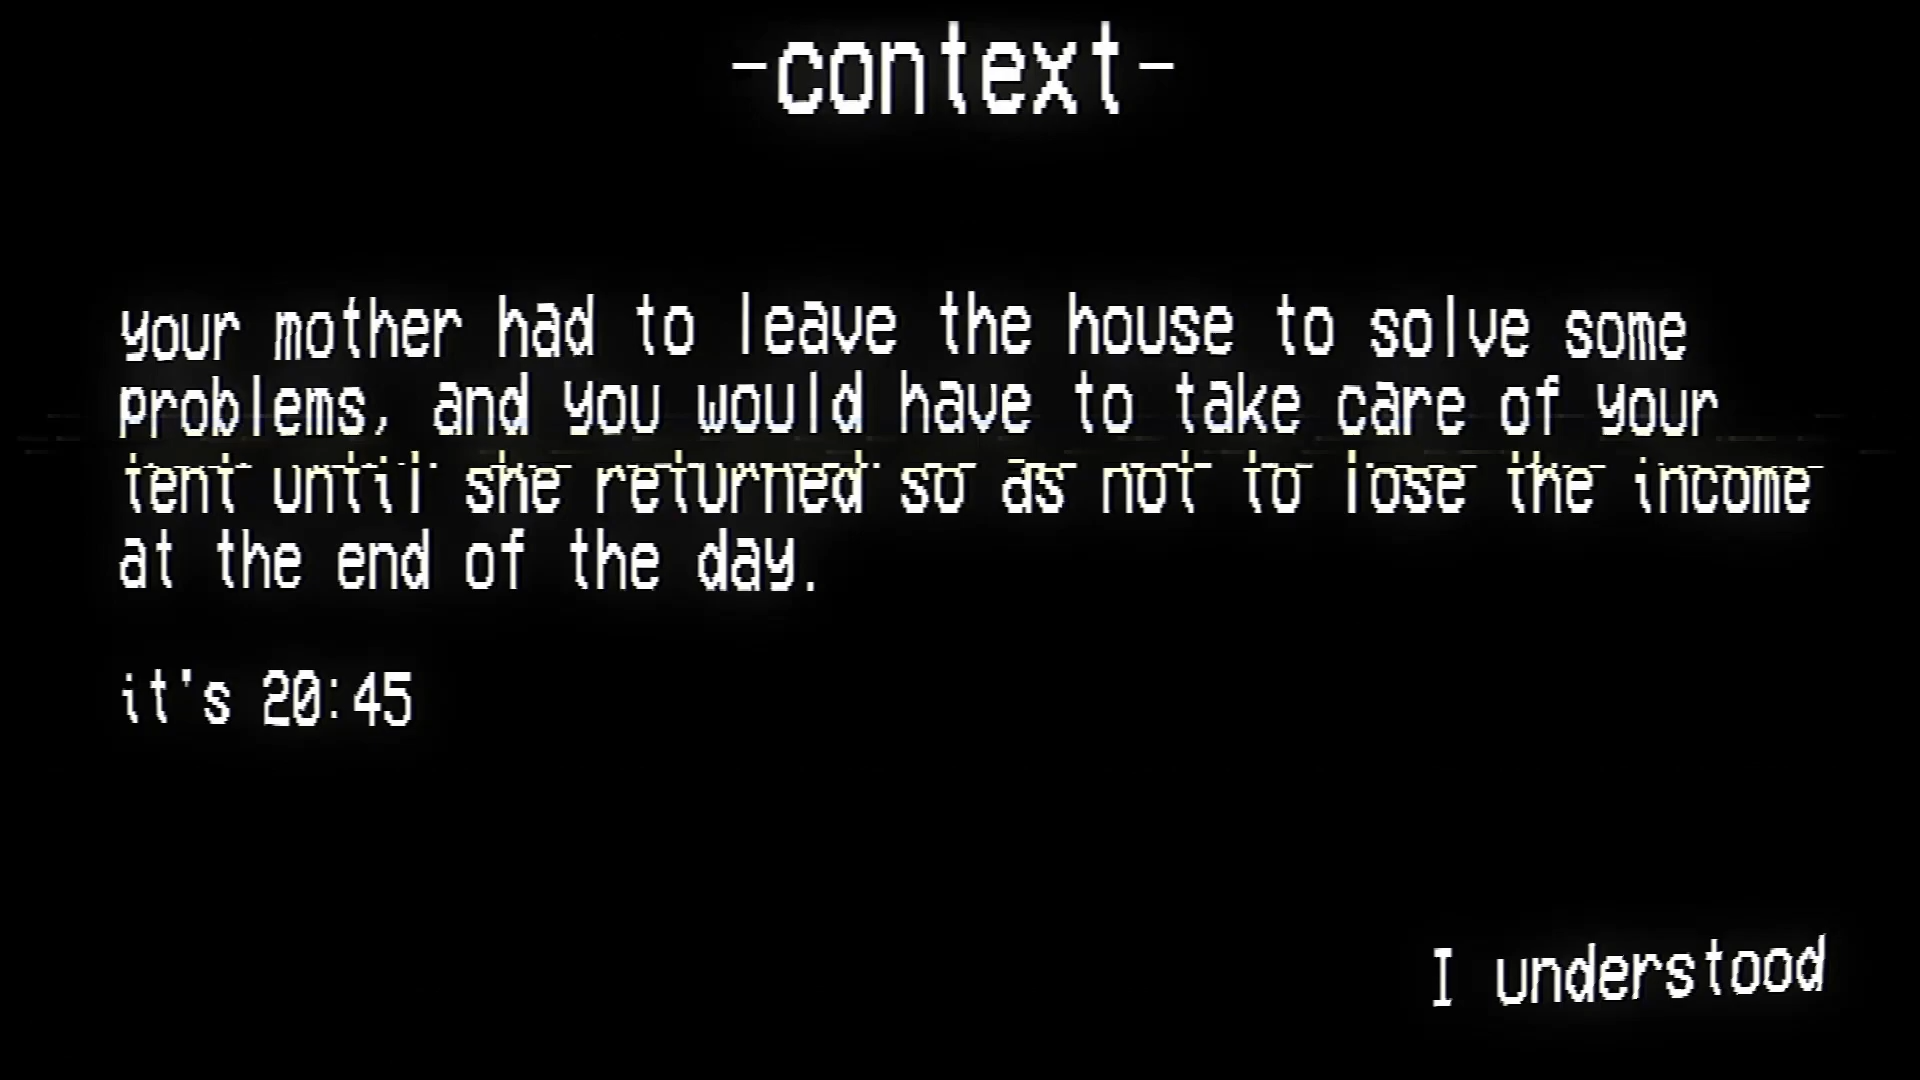 -context-
your mother had to leave the house to solve some
problems, and you would have to take care of your
tent until she returned so as not to lose the income
at the end of the day.
it's 20:45
I understood